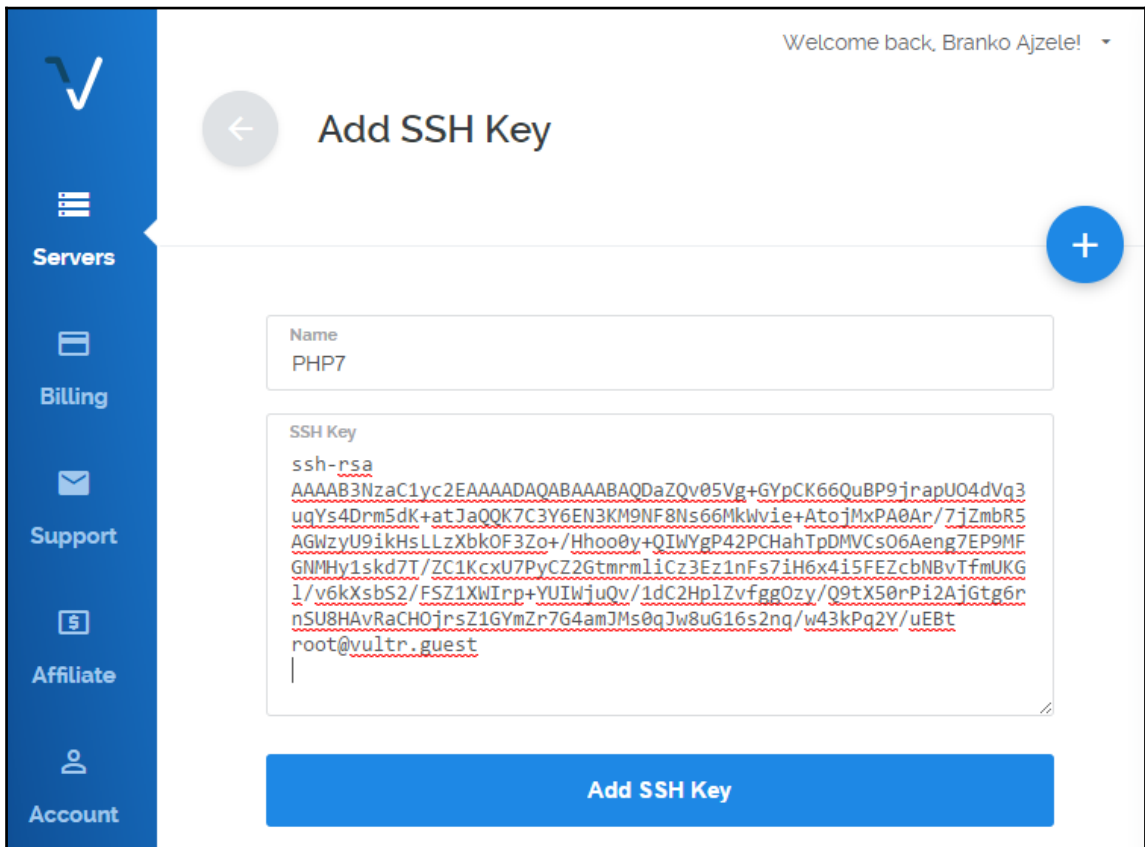 Welcome back, Branko Ajzele!
Add SSH Key
Servers
Billing
Support
Affiliate
Account
Name
PHP7
SSH Key
ssh-rsa
AAAAB3NzaC1yc2EAAAADAQABAAABAQDaZQv05Vg+GYpCK66QuBP9jrapUO4dVq3
uqYs4Drm5dK+atJaQQK7C3Y6EN3KM9NF8Ns66MkWvie+AtojMxPA0Ar/7jZmbR5
AGWzyU9ikHsLLzXbkOF3Zo+/Hhoo0y+QIWYgP42PCHahTpDMVCsO6Aeng7EP9MF
GNMHy1skd7T/ZC1KcxU7PyCZ2GtmrmliCz3Ez1nFs7iH6x4i5FEZcbNBvTfmUKG
l/v6kXsbS2/FSZ1XWIrp+YUIWjuQv/1dC2HplZvfggOzy/Q9tX50rPi2AjGtg6r
nSU8HAvRaCHOjrsZ1GYmZr7G4amJMs0qJw8uG16s2nq/w43kPq2Y/uEBt
root@vultr.guest
Add SSH Key